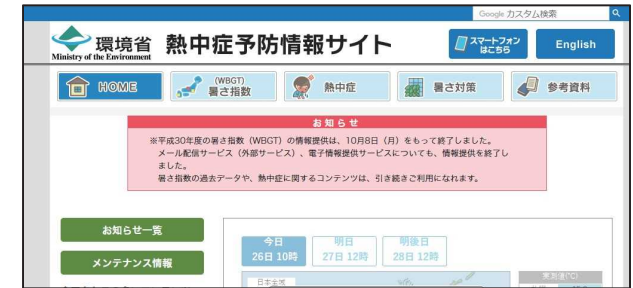 Google カスタム検索
環境省
Ministry of the Environment
熱中症予防情報サイト
スマートフォン
はこちら
English
HOME
(WBGT)
暑さ指数
熱中症
暑さ対策
参考資料
お知らせ
※平成30年度の暑さ指数（WBGT）の情報提供は、10月8日（月）をもって終了しました。
メール配信サービス（外部サービス）、電子情報提供サービスについても、情報提供を終了し
ました。
暑さ指数の過去データや、熱中症に関するコンテンツは、引き続きご利用になれます。
お知らせ一覧
メンテナンス情報
今日
26日 10時
明日
27日 12時
明後日
28日 12時
日本全域
実測値(℃)